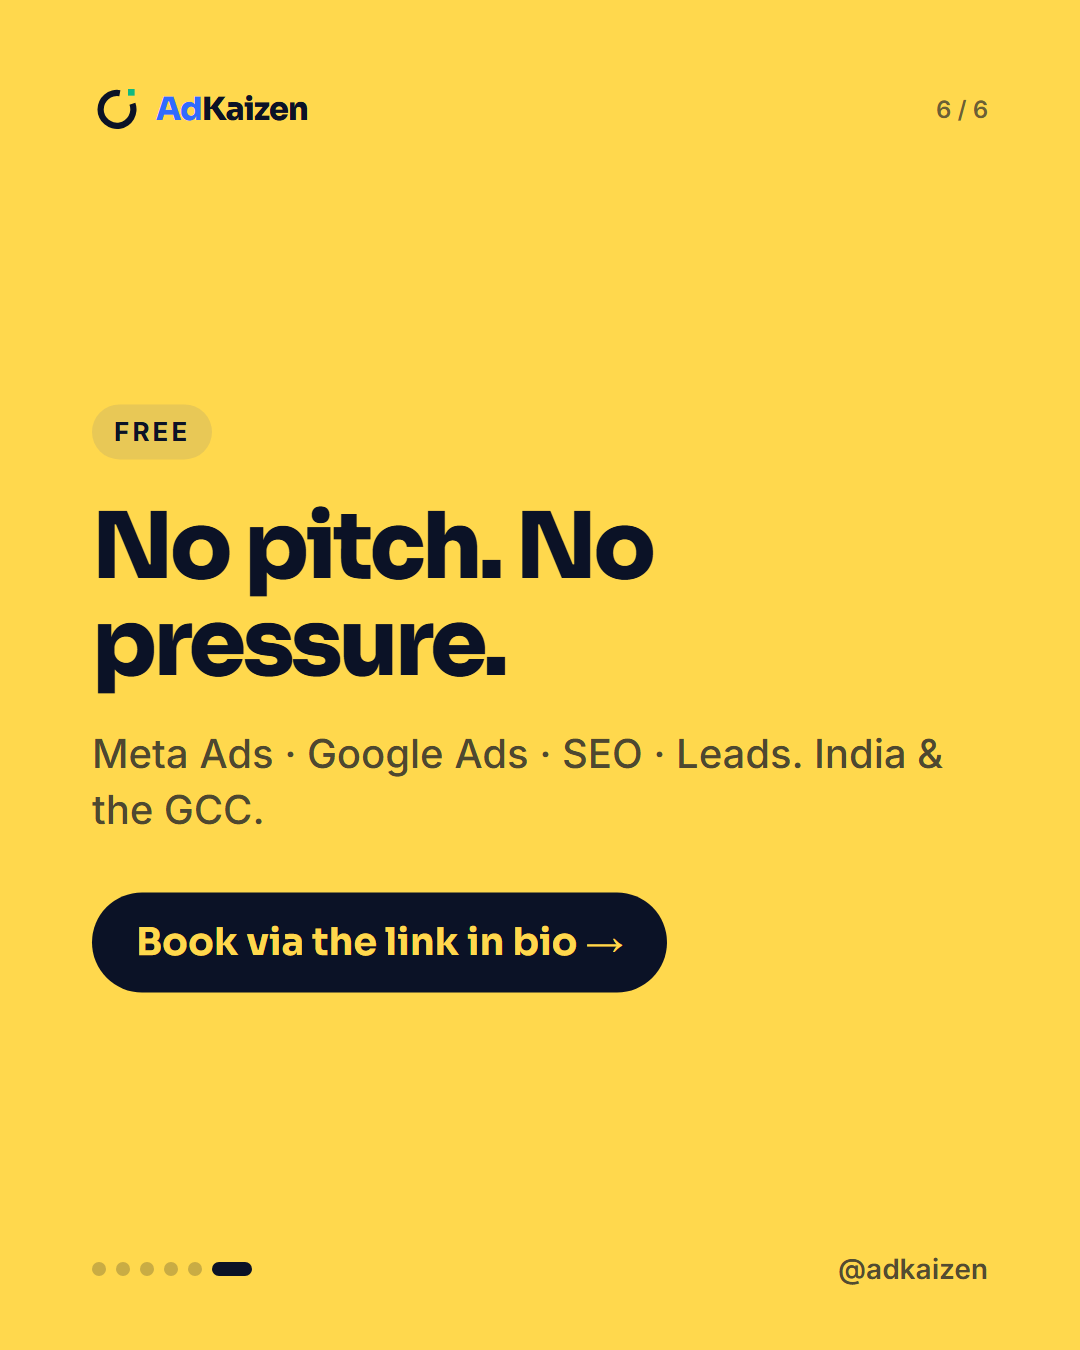 AdKaizen
6 / 6
FREE
No pitch. No
pressure.
Meta Ads · Google Ads · SEO · Leads. India &
the GCC.
Book via the link in bio →
@adkaizen